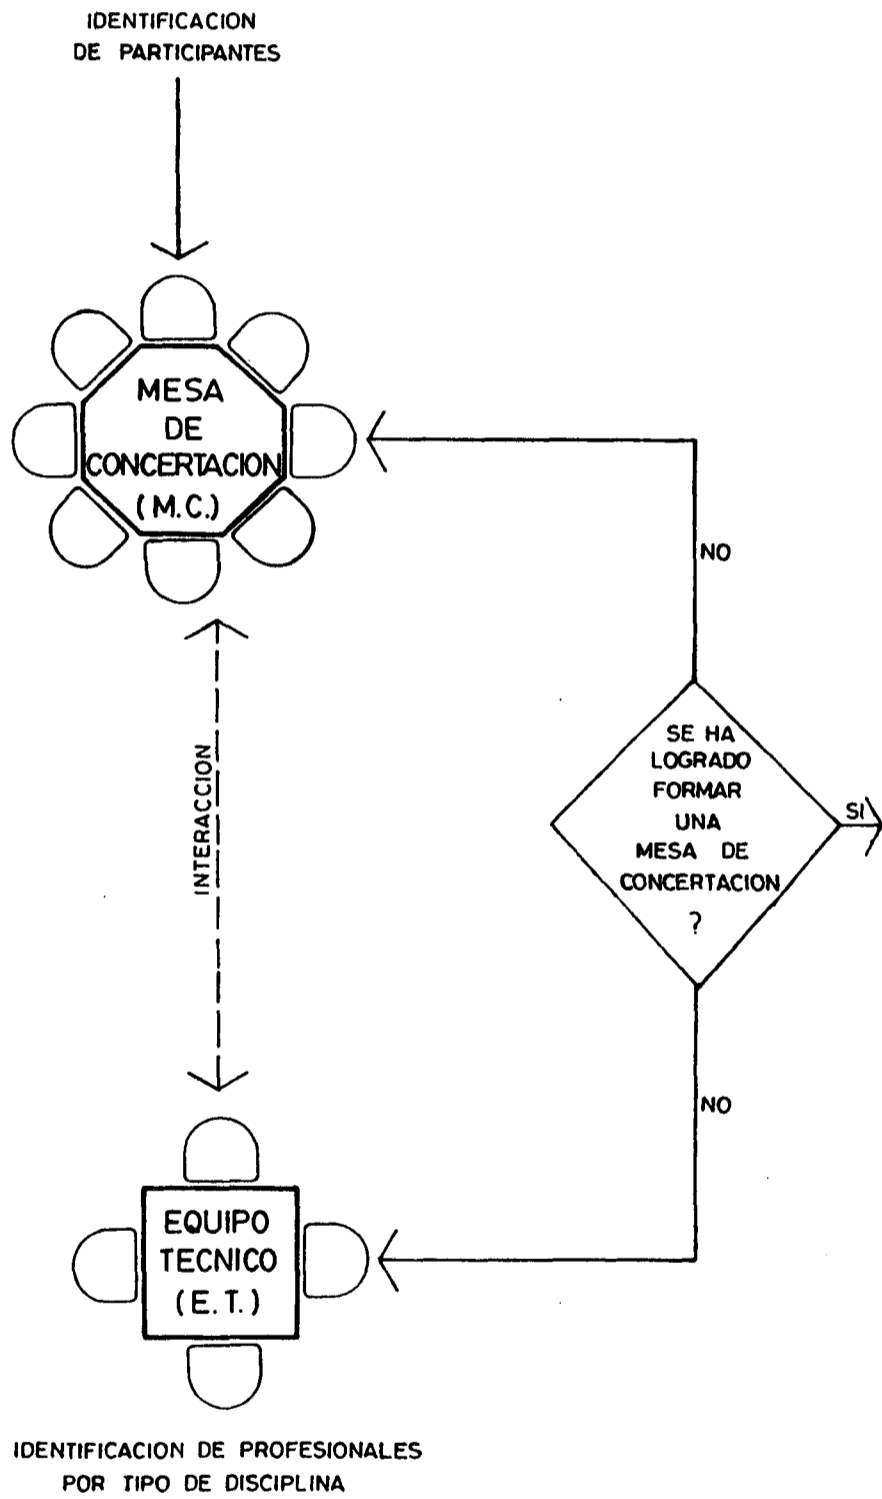 IDENTIFICACION
DE PARTICIPANTES
MESA
DE
CONCERTACION
(M.C.)
NO
SE HA
LOGRADO
FORMAR
UNA
MESA DE
CONCERTACION
?
SI
INTERACCION
NO
EQUIPO
TECNICO
(E.T.)
IDENTIFICACION DE PROFESIONALES
POR TIPO DE DISCIPLINA